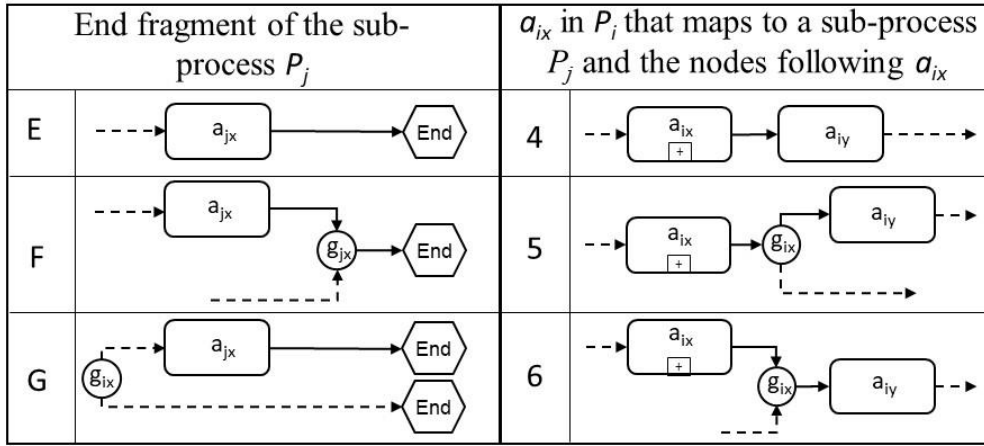 End fragment of the sub-
process Pj
aix in Pi that maps to a sub-process
Pj and the nodes following aix
E
ajx
End
4
aix
+
aiy
F
ajx
gjx
End
5
aix
+
gix
aiy
G
gix
ajx
End
End
6
aix
+
gix
aiy